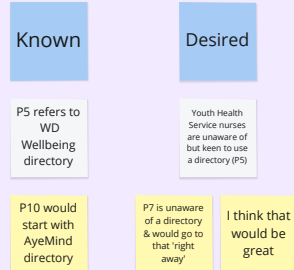 Known
Desired
P5 refers to
WD
Wellbeing
directory
Youth Health
Service nurses
are unaware of
but keen to use
a directory (P5)
P10 would
start with
AyeMind
directory
P7 is unaware
of a directory
& would go to
that 'right
away'
I think that
would be
great